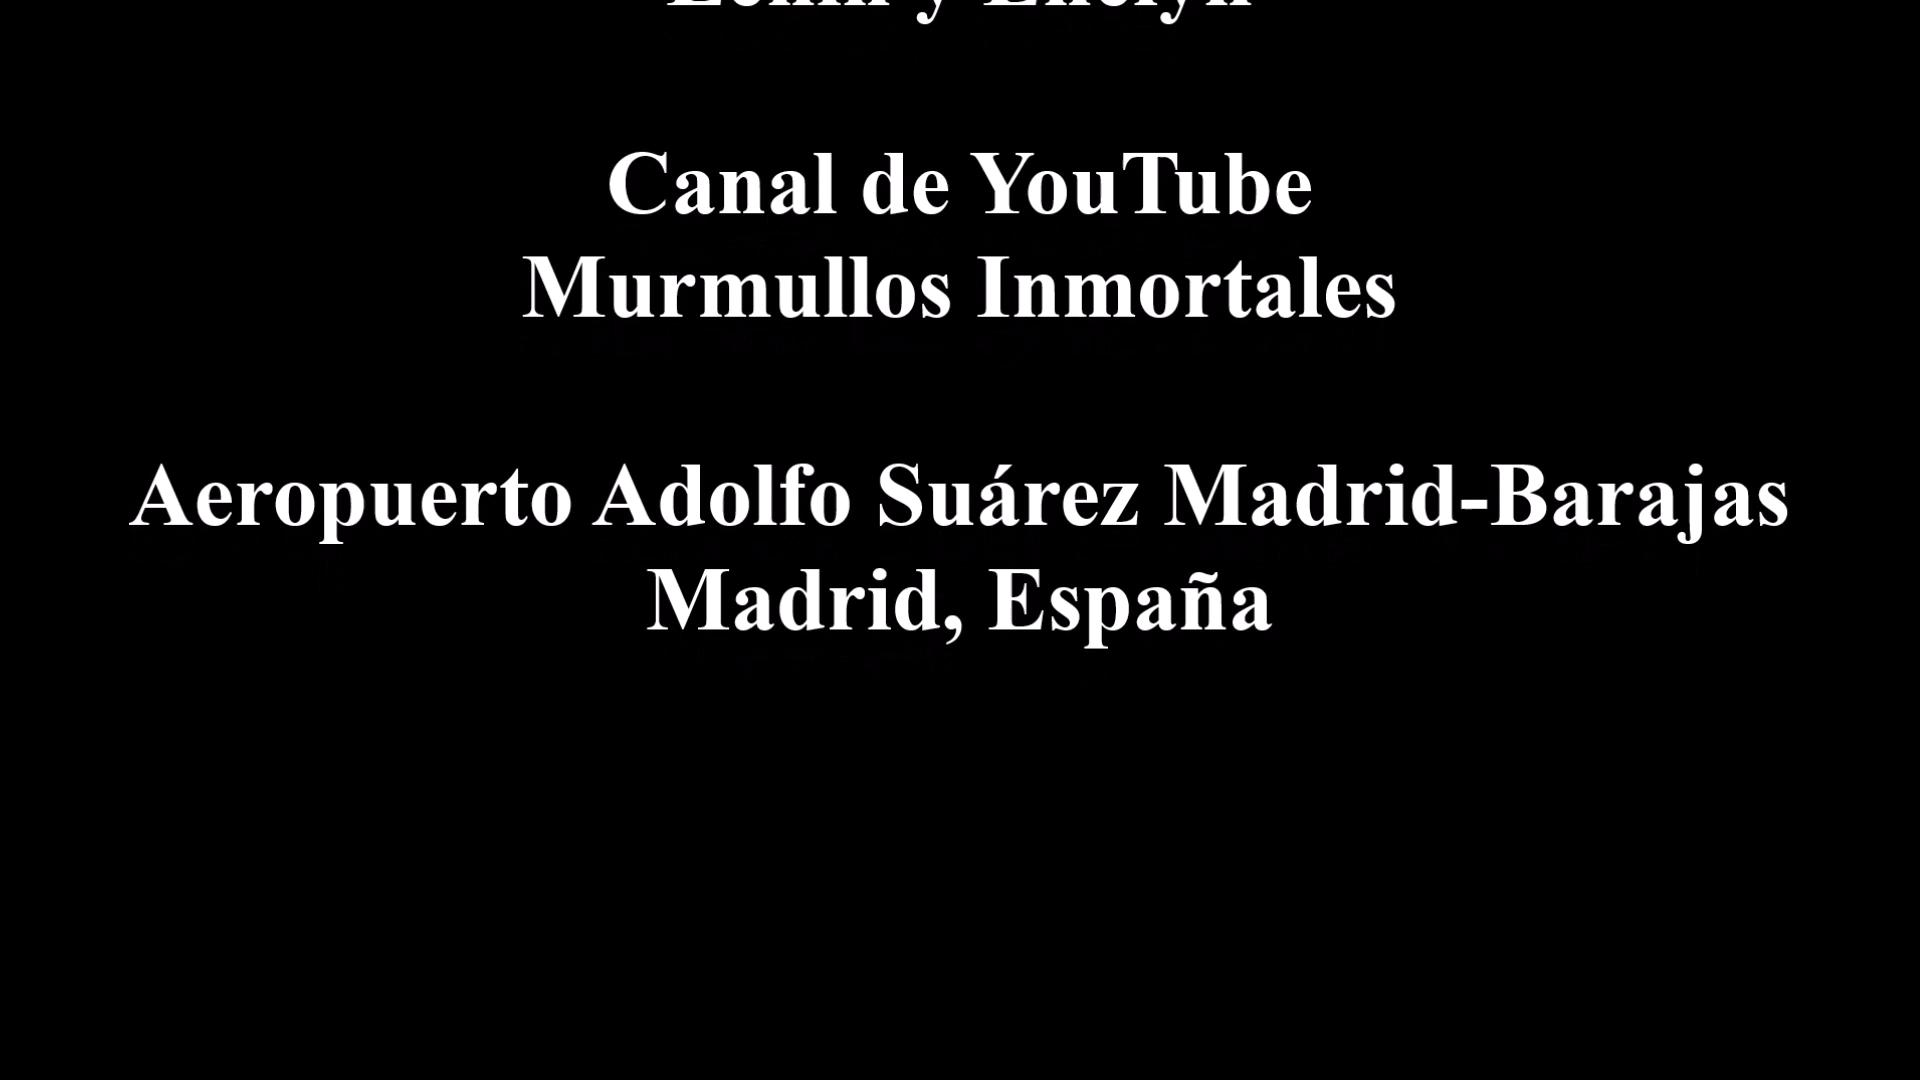 y
Canal de YouTube
Murmullos Inmortales
Aeropuerto Adolfo Suárez Madrid-Barajas
Madrid, España